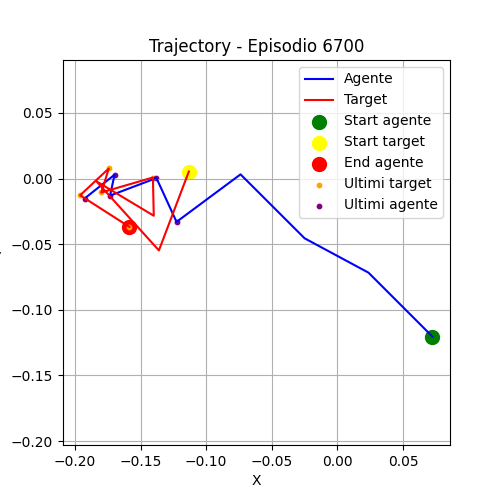 Trajectory - Episodio 6700
Agente
Target
Start agente
Start target
End agente
Ultimi target
Ultimi agente
0.05
0.00
−0.05
−0.10
−0.15
−0.20
−0.20
−0.15
−0.10
−0.05
0.00
0.05
X